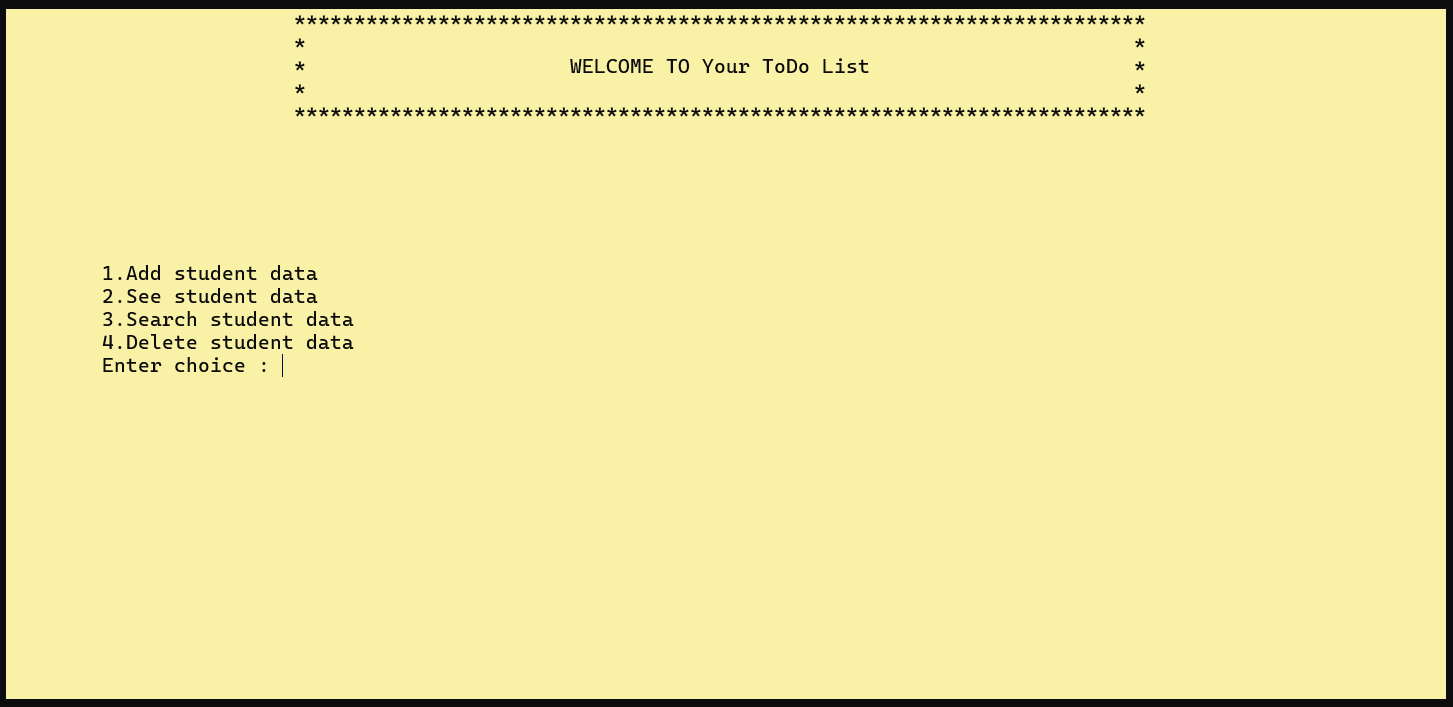 ***********************************************************************
* *
* WELCOME TO Your ToDo List *
* *
***********************************************************************
1.Add student data
2.See student data
3.Search student data
4.Delete student data
Enter choice :